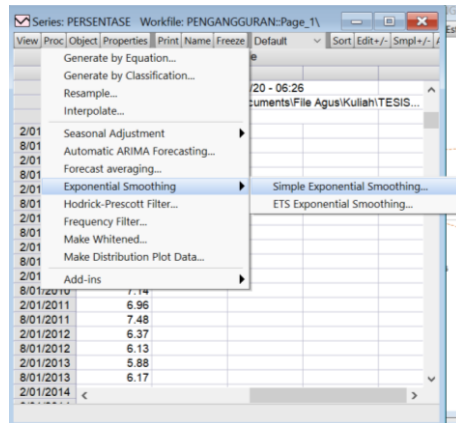 Series: PERSENTASE Workfile: PENGANGGURAN::Page_1\
View Proc Object Properties Print Name Freeze Default Sort Edit+/- Smpl+/-
Generate by Equation...
Generate by Classification...
/20 - 06:26
Resample...
cuments\File Agus\Kuliah\TESIS...
Interpolate...
2/01
Seasonal Adjustment
8/01
Automatic ARIMA Forecasting...
2/01
Forecast averaging...
8/01
2/01 Exponential Smoothing Simple Exponential Smoothing...
8/01 Hodrick-Prescott Filter... ETS Exponential Smoothing...
2/01
Frequency Filter...
8/01
Make Whitened...
2/01
8/01 Make Distribution Plot Data...
2/01 Add-ins
8/01/2010 7.14
2/01/2011 6.96
8/01/2011 7.48
2/01/2012 6.37
8/01/2012 6.13
2/01/2013 5.88
8/01/2013 6.17
2/01/2014